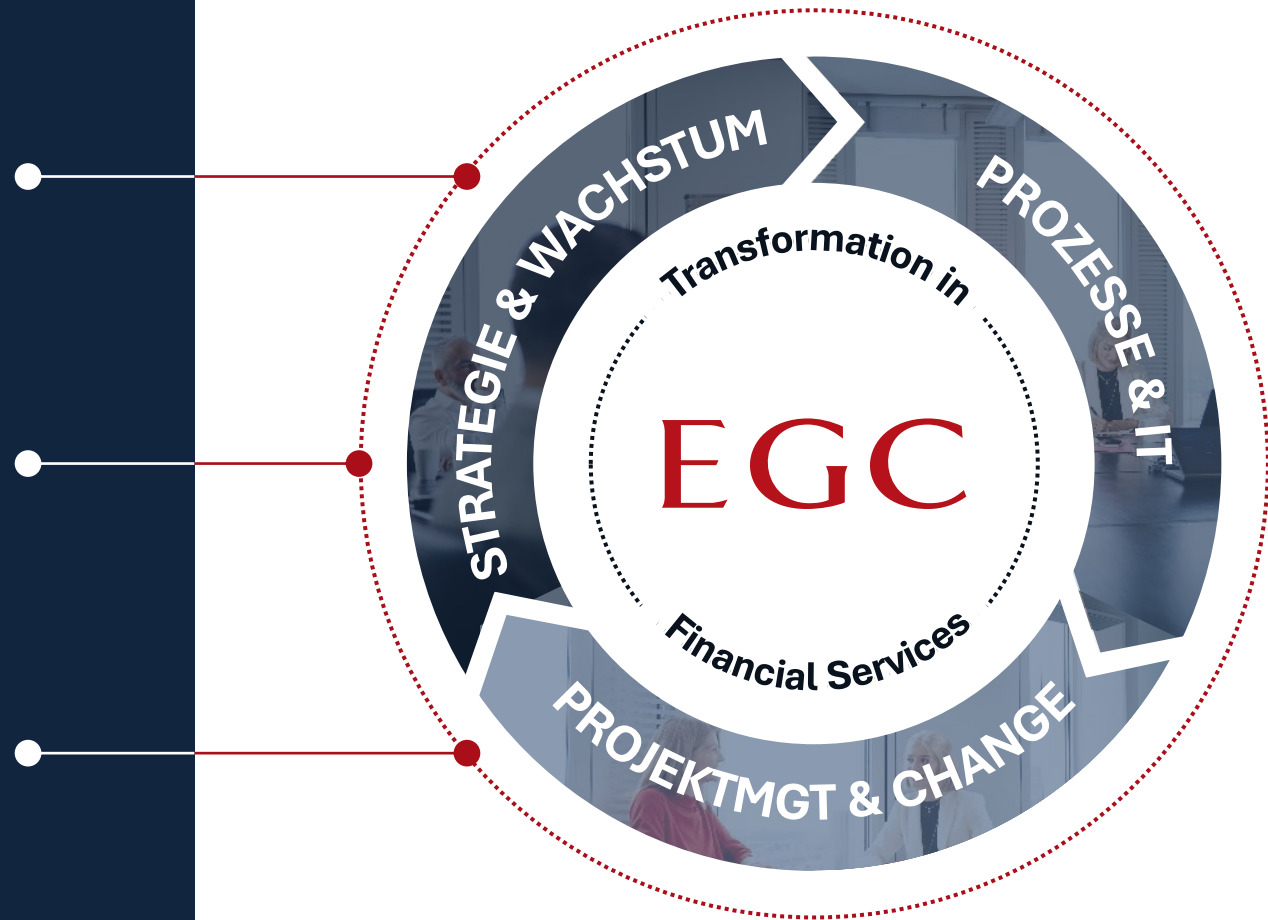 STRATEGIE & WACHSTUM
PROZESSE & IT
Transformation in
EGC
Financial Services
PROJEKTMGT & CHANGE